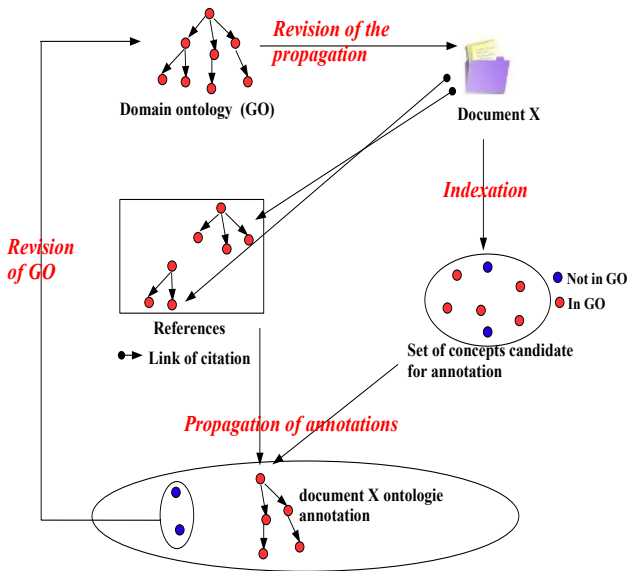 Revision of the
propagation
Domain ontology (GO)
Document X
Indexation
Revision
of GO
Not in GO
In GO
References
Link of citation
Set of concepts candidate
for annotation
Propagation of annotations
document X ontologie
annotation